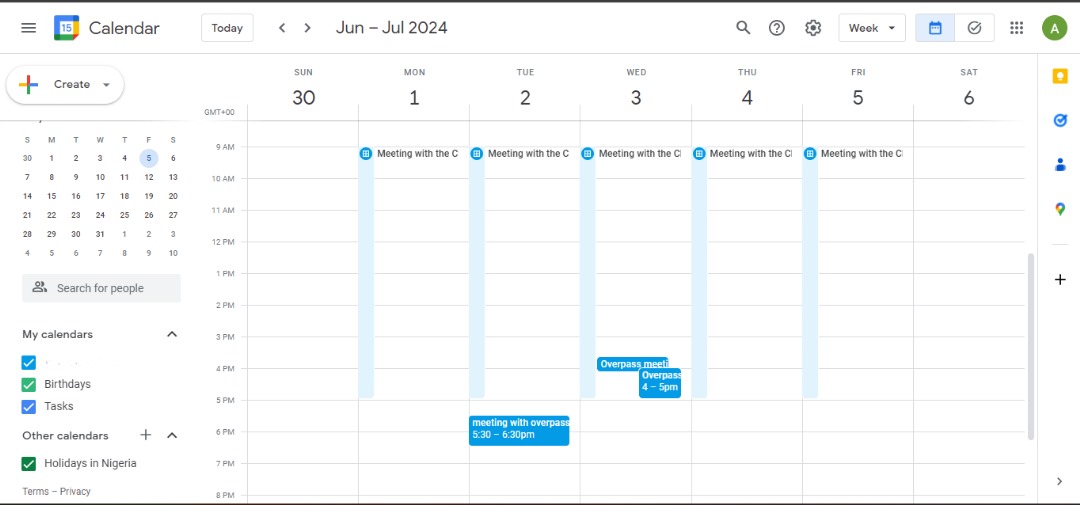 15 Calendar
Today
Jun – Jul 2024
Week
A
Create
S M T W T F S
30 1 2 3 4 5 6
7 8 9 10 11 12 13
14 15 16 17 18 19 20
21 22 23 24 25 26 27
28 29 30 31 1 2 3
4 5 6 7 8 9 10
Search for people
My calendars
Birthdays
Tasks
Other calendars
Holidays in Nigeria
Terms – Privacy
SUN MON TUE WED THU FRI SAT
30 1 2 3 4 5 6
GMT+00
9 AM
Meeting with the C
Meeting with the C
Meeting with the Cl
Meeting with the Cl
Meeting with the Cl
10 AM
11 AM
12 PM
1 PM
2 PM
3 PM
Overpass meeti
4 PM
Overpass
4 – 5pm
5 PM
meeting with overpass
5:30 – 6:30pm
6 PM
7 PM
8 PM